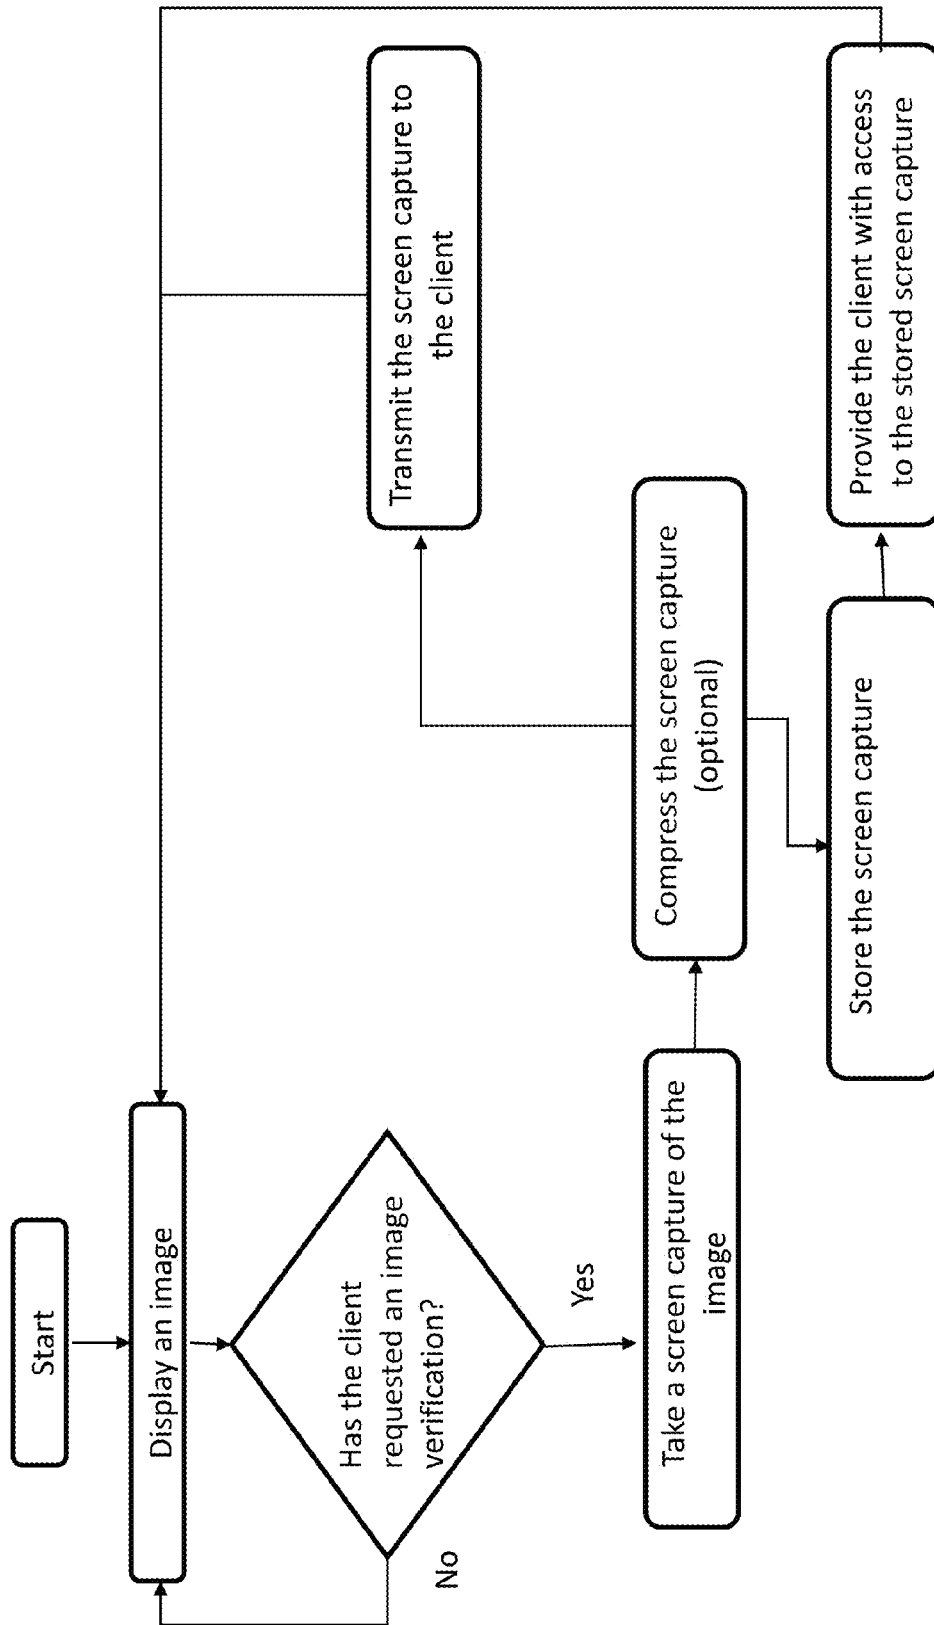 Start
Display an image
Has the client
requested an image
verification?
No
Yes
Take a screen capture of the
image
Compress the screen capture
(optional)
Transmit the screen capture to
the client
Store the screen capture
Provide the client with access
to the stored screen capture